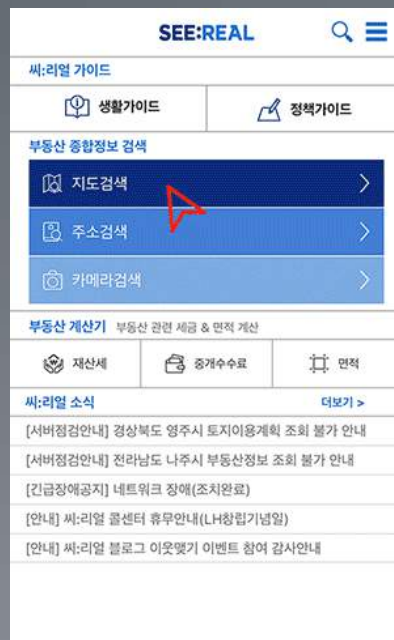 SEE:REAL
씨:리얼 가이드
생활가이드
정책가이드
부동산 종합정보 검색
지도검색
주소검색
카메라검색
부동산 계산기 부동산 관련 세금 & 면적 계산
재산세
중개수수료
면적
씨:리얼 소식
더보기 >
[서버점검안내] 경상북도 영주시 토지이용계획 조회 불가 안내
[서버점검안내] 전라남도 나주시 부동산정보 조회 불가 안내
[긴급장애공지] 네트워크 장애(조치완료)
[안내] 씨:리얼 콜센터 휴무안내(LH창립기념일)
[안내] 씨:리얼 블로그 이웃맺기 이벤트 참여 감사안내